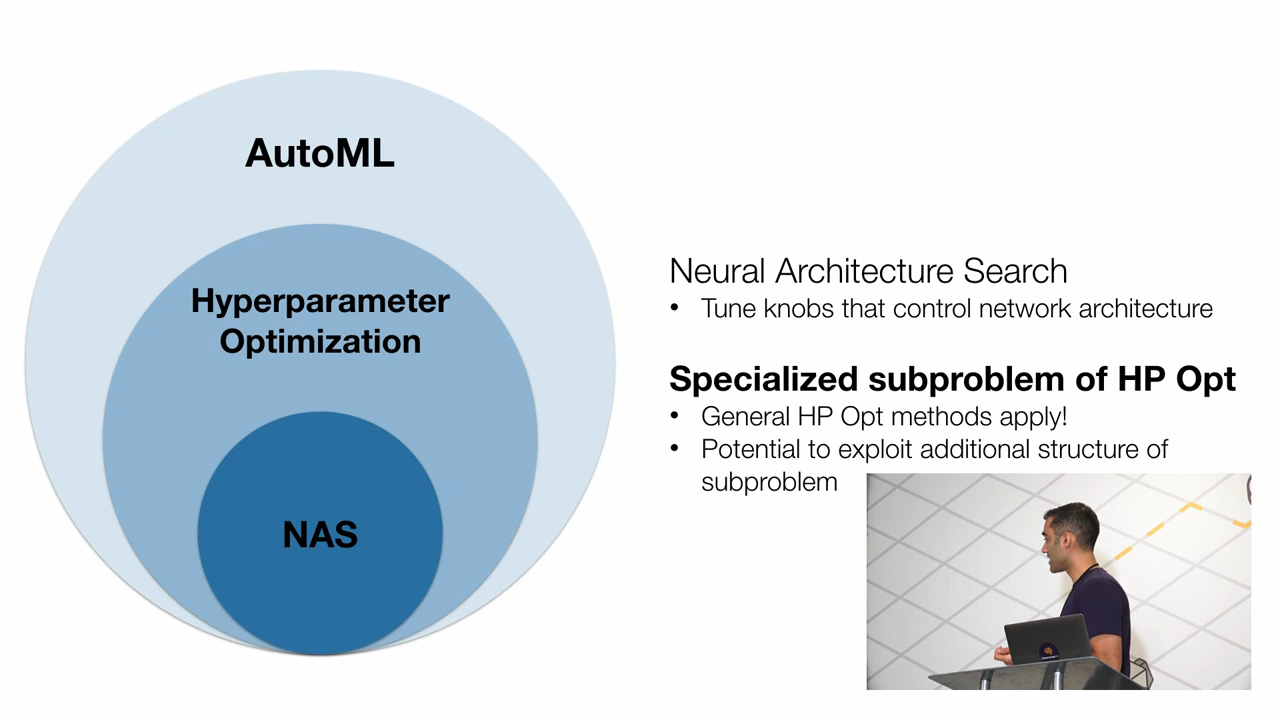 AutoML
Hyperparameter
Optimization
NAS
Neural Architecture Search
• Tune knobs that control network architecture
Specialized subproblem of HP Opt
• General HP Opt methods apply!
• Potential to exploit additional structure of
subproblem